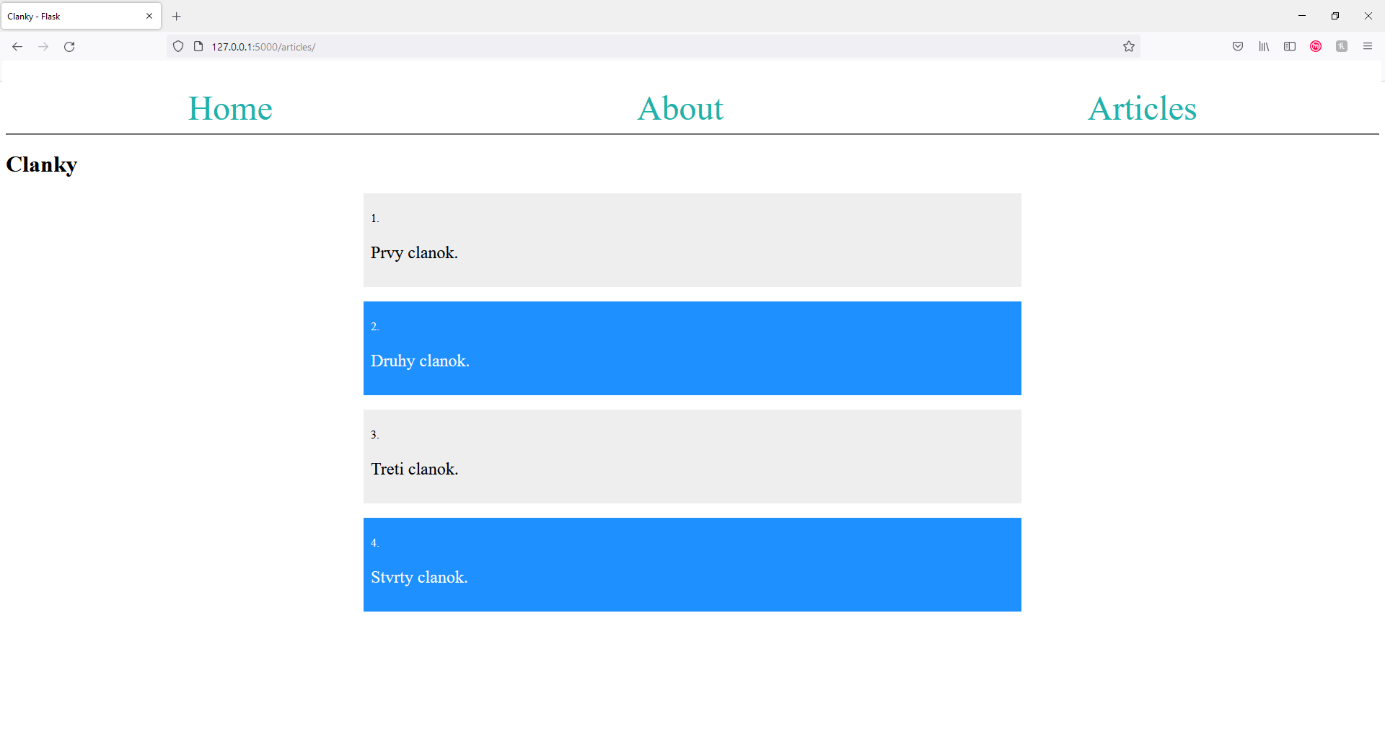 Clanky - Flask
127.0.0.1:5000/articles/
Home About Articles
Clanky
1.
Prvy clanok.
2.
Druhy clanok.
3.
Treti clanok.
4.
Stvrty clanok.